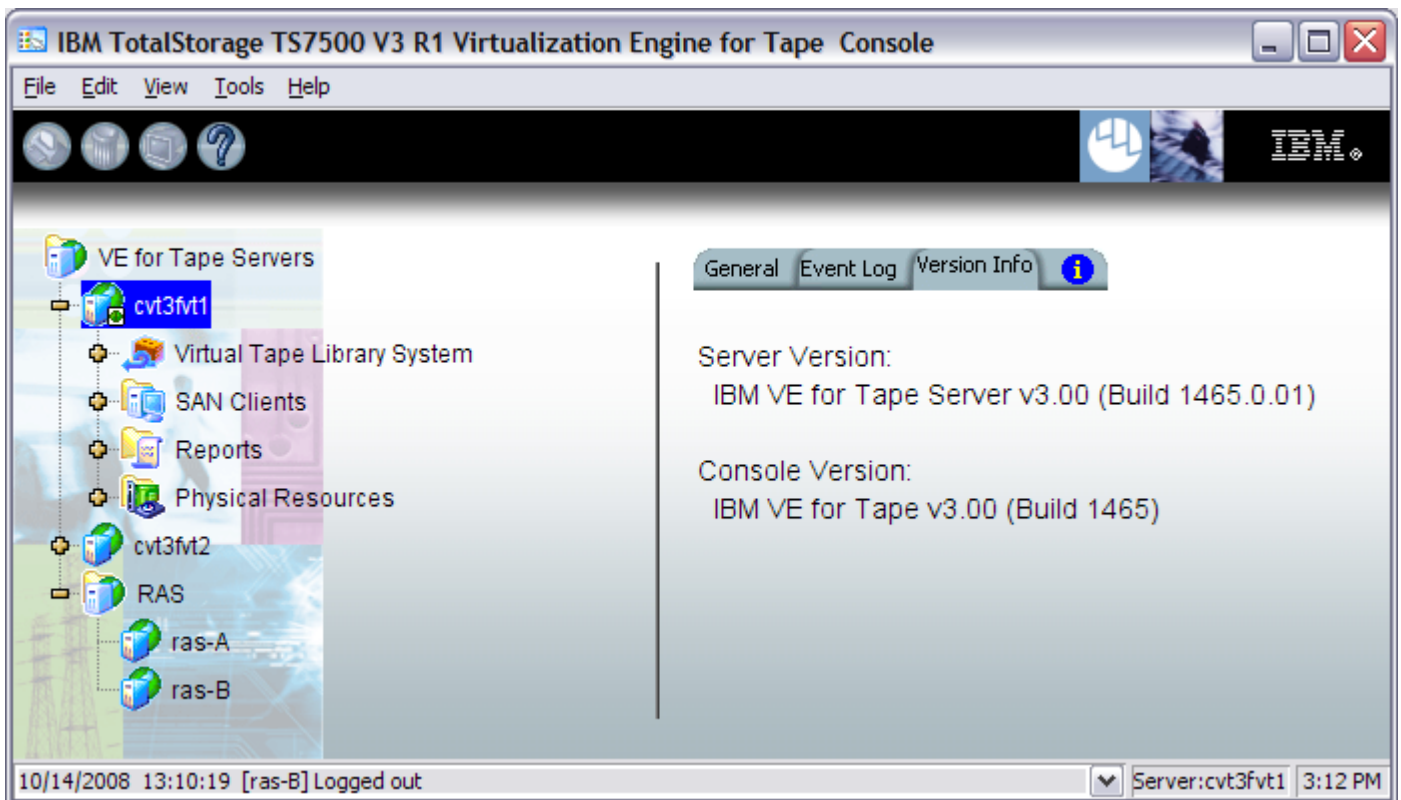 IBM TotalStorage TS7500 V3 R1 Virtualization Engine for Tape Console
File Edit View Tools Help
IBM®
VE for Tape Servers
cvt3fvt1
Virtual Tape Library System
SAN Clients
Reports
Physical Resources
cvt3fvt2
RAS
ras-A
ras-B
General Event Log Version Info
Server Version:
IBM VE for Tape Server v3.00 (Build 1465.0.01)
Console Version:
IBM VE for Tape v3.00 (Build 1465)
10/14/2008 13:10:19 [ras-B] Logged out
Server:cvt3fvt1 3:12 PM